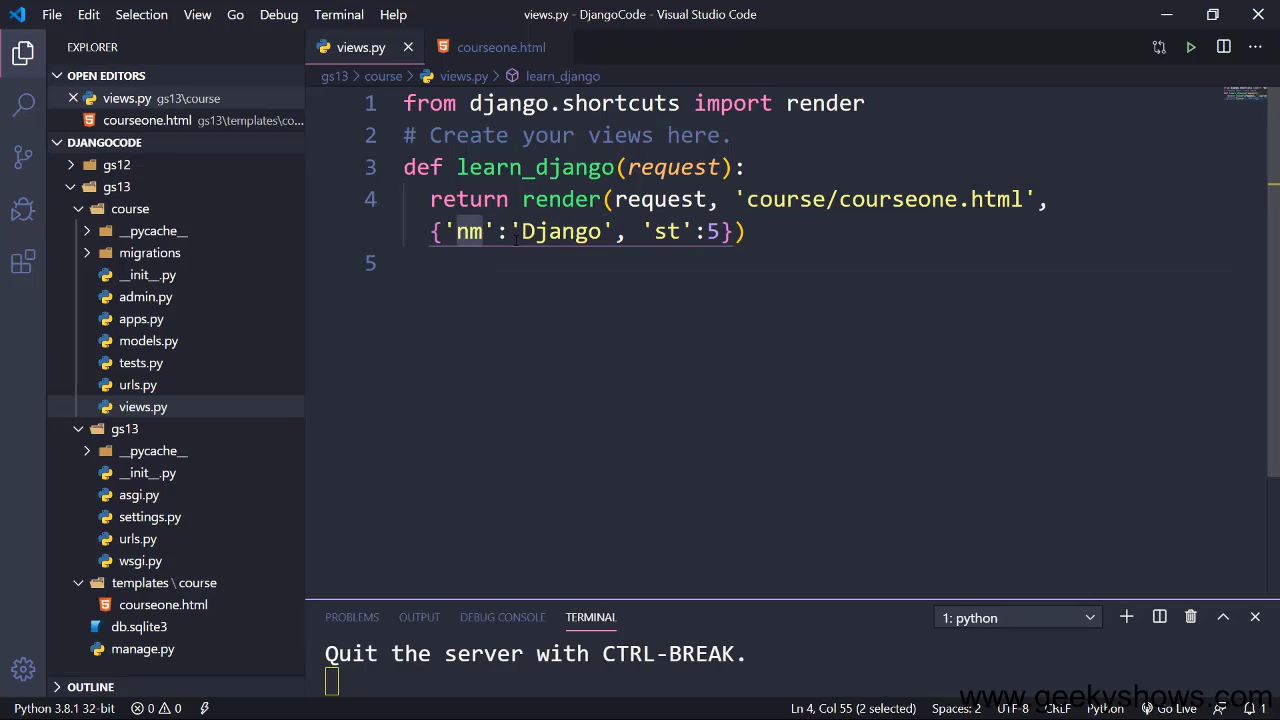 File Edit Selection View Go Debug Terminal Help
views.py - DjangoCode - Visual Studio Code
EXPLORER
OPEN EDITORS
views.py gs13\course
courseone.html gs13\templates\co...
DJANGOCODE
gs12
gs13
course
__pycache__
migrations
__init__.py
admin.py
apps.py
models.py
tests.py
urls.py
views.py
gs13
__pycache__
__init__.py
asgi.py
settings.py
urls.py
wsgi.py
templates \ course
courseone.html
db.sqlite3
manage.py
OUTLINE
views.py
courseone.html
gs13 > course > views.py > learn_django
1 from django.shortcuts import render
2 # Create your views here.
3 def learn_django(request):
4 return render(request, 'course/courseone.html',
{'nm':'Django', 'st':5})
5
PROBLEMS OUTPUT DEBUG CONSOLE TERMINAL
1: python
Quit the server with CTRL-BREAK.
www.geekyshows.com
Python 3.8.1 32-bit 0 0 Ln 4, Col 55 (2 selected) Spaces: 2 UTF-8 CRLF Python Go Live 1